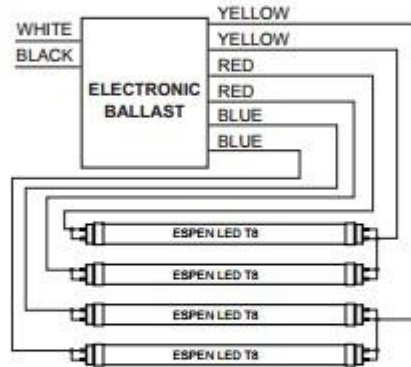 WHITE
BLACK
ELECTRONIC
BALLAST
YELLOW
YELLOW
RED
RED
BLUE
BLUE
ESPEN LED T8
ESPEN LED T8
ESPEN LED T8
ESPEN LED T8